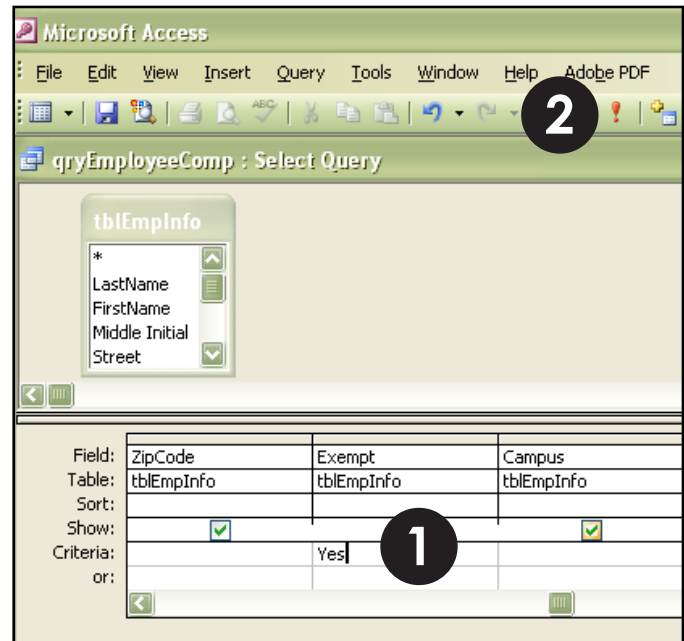 Microsoft Access
File Edit View Insert Query Tools Window Help Adobe PDF
ABC
2
qryEmployeeComp : Select Query
tblEmpInfo
*
LastName
FirstName
Middle Initial
Street
Field: ZipCode Exempt Campus
Table: tblEmpInfo tblEmpInfo tblEmpInfo
Sort:
Show:
Criteria: Yes
1
or: